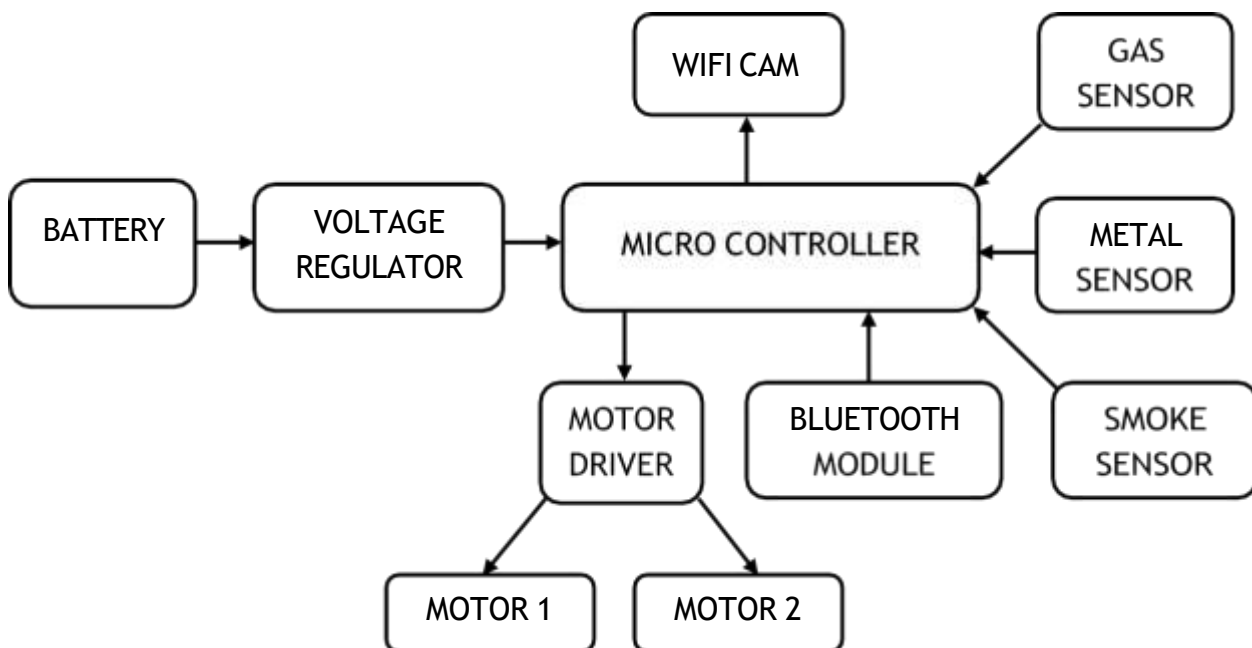 WIFI CAM
GAS
SENSOR
BATTERY
VOLTAGE
REGULATOR
MICRO CONTROLLER
METAL
SENSOR
MOTOR
DRIVER
BLUETOOTH
MODULE
SMOKE
SENSOR
MOTOR 1
MOTOR 2